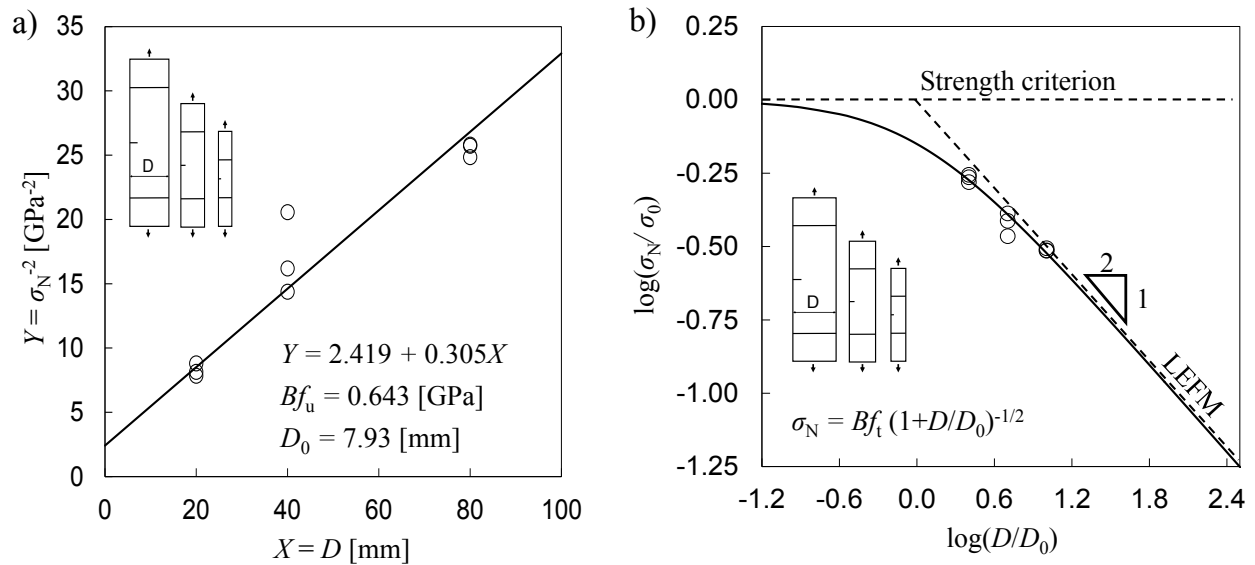 a)
35
30
25
20
15
10
5
0
Y = σN⁻² [GPa⁻²]
D
Y = 2.419 + 0.305X
Bfu = 0.643 [GPa]
D0 = 7.93 [mm]
0 20 40 60 80 100
X = D [mm]
b)
0.25
0.00
-0.25
-0.50
-0.75
-1.00
-1.25
log(σN/ σ0)
Strength criterion
2
1
D
LEFM
σN = Bft (1+D/D0)⁻¹/²
-1.2 -0.6 0.0 0.6 1.2 1.8 2.4
log(D/D0)